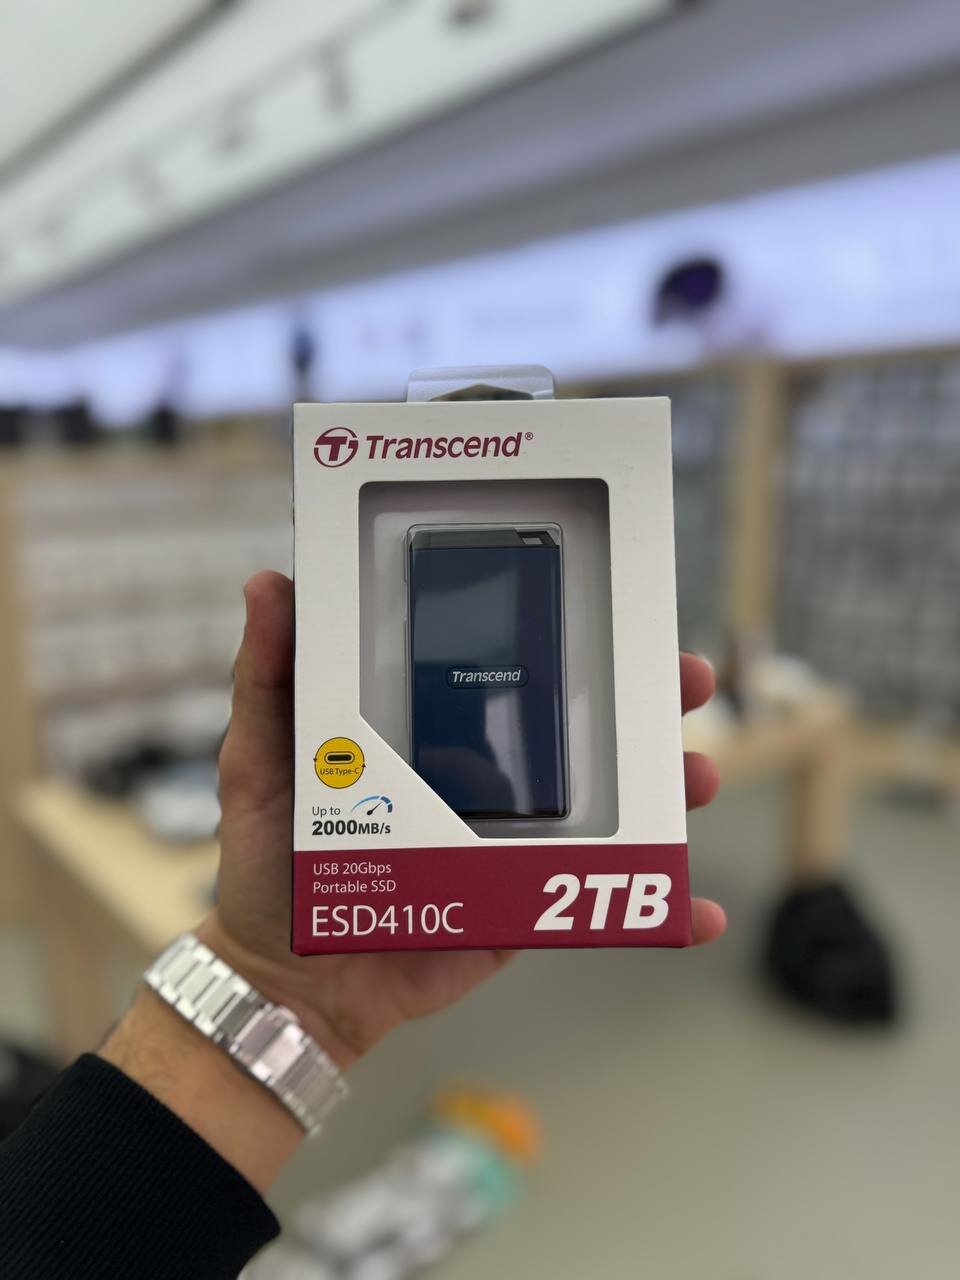 Transcend®
Transcend
USB Type-C
Up to
2000MB/s
USB 20Gbps
Portable SSD
ESD410C
2TB